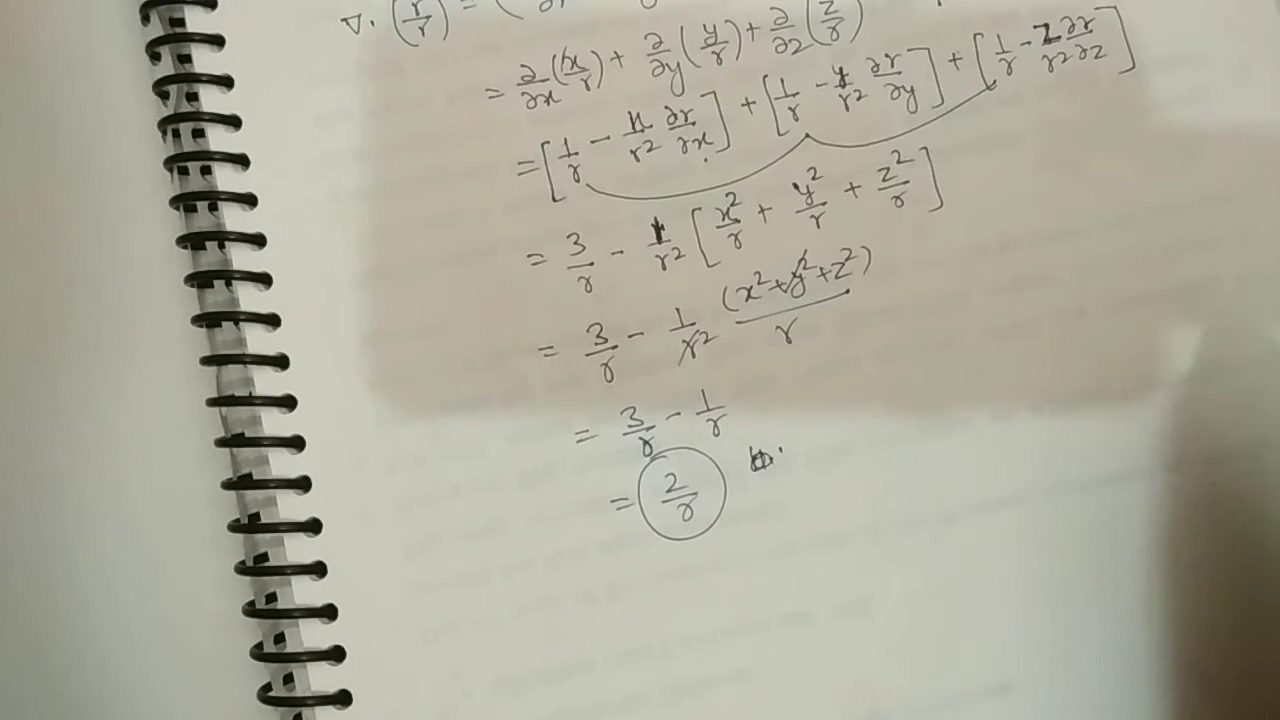 ∇·(r/r) = (
= ∂/∂x(x/r) + ∂/∂y(y/r) + ∂/∂z(z/r)
= [1/r - x/r² ∂r/∂x] + [1/r - y/r² ∂r/∂y] + [1/r - z/r² ∂r/∂z]
= 3/r - 1/r² [x²/r + y²/r + z²/r]
= 3/r - 1/r² (x²+y²+z²)/r
= 3/r - 1/r
= 2/r